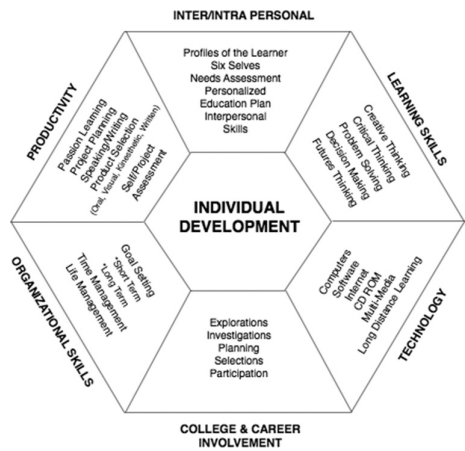 INTER/INTRA PERSONAL
Profiles of the Learner
Six Selves
Needs Assessment
Personalized
Education Plan
Interpersonal
Skills
LEARNING SKILLS
Creative Thinking
Critical Thinking
Problem Solving
Decision Making
Futures Thinking
PRODUCTIVITY
Passion Learning
Project Planning
Speaking/Writing
Product Selection
(Oral, Visual, Kinesthetic, Written)
Self/Project
Assessment
INDIVIDUAL
DEVELOPMENT
ORGANIZATIONAL SKILLS
Goal Setting
*Short Term
*Long Term
Time Management
Life Management
TECHNOLOGY
Computers
Software
Internet
CD ROM
Multi-Media
Long Distance Learning
Explorations
Investigations
Planning
Selections
Participation
COLLEGE & CAREER
INVOLVEMENT